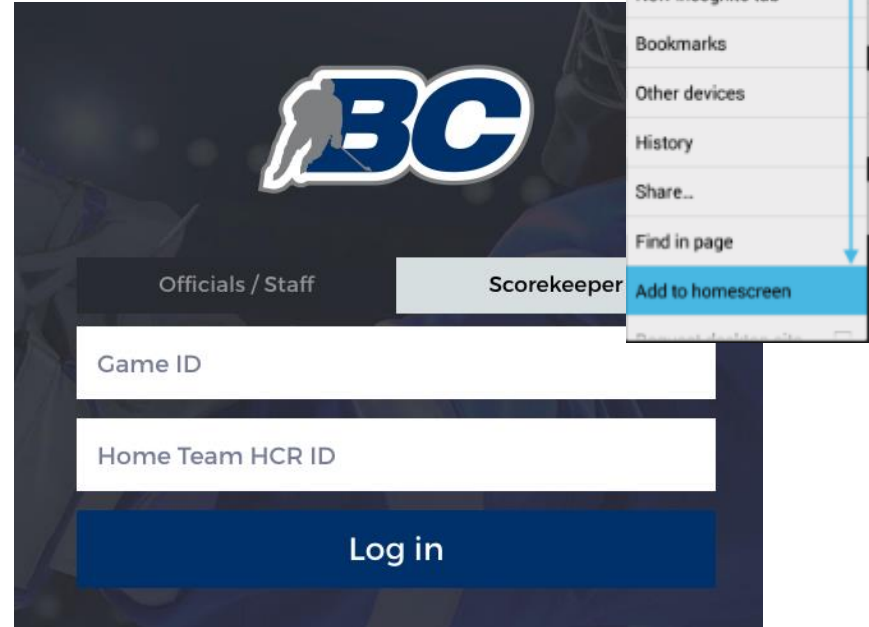 BC
Officials / Staff
Scorekeeper
Game ID
Home Team HCR ID
Log in
Bookmarks
Other devices
History
Share...
Find in page
Add to homescreen